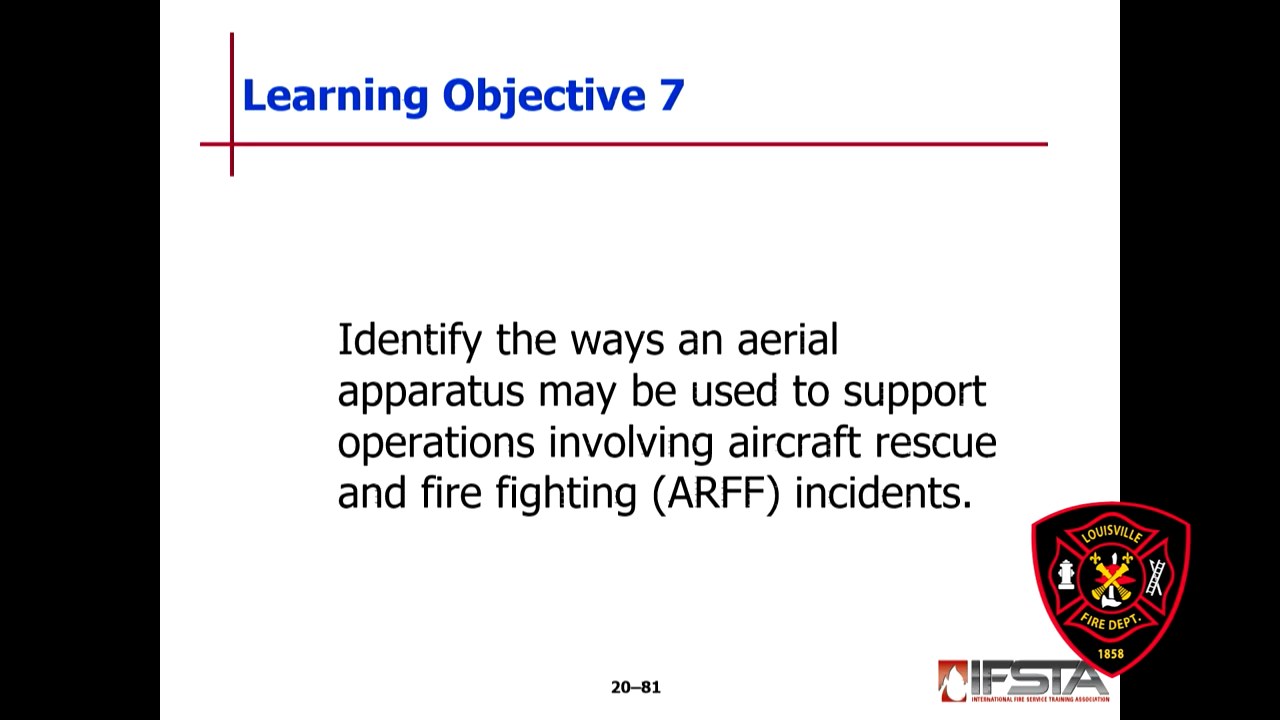 Learning Objective 7
Identify the ways an aerial
apparatus may be used to support
operations involving aircraft rescue
and fire fighting (ARFF) incidents.
LOUISVILLE
FIRE DEPT.
1858
20–81
IFSTA
INTERNATIONAL FIRE SERVICE TRAINING ASSOCIATION